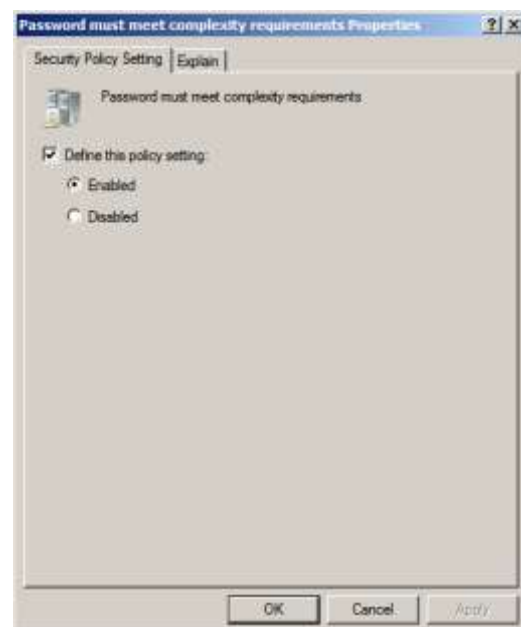 Password must meet complexity requirements Properties
Security Policy Setting
Explain
Password must meet complexity requirements
Define this policy setting:
Enabled
Disabled
OK
Cancel
Apply